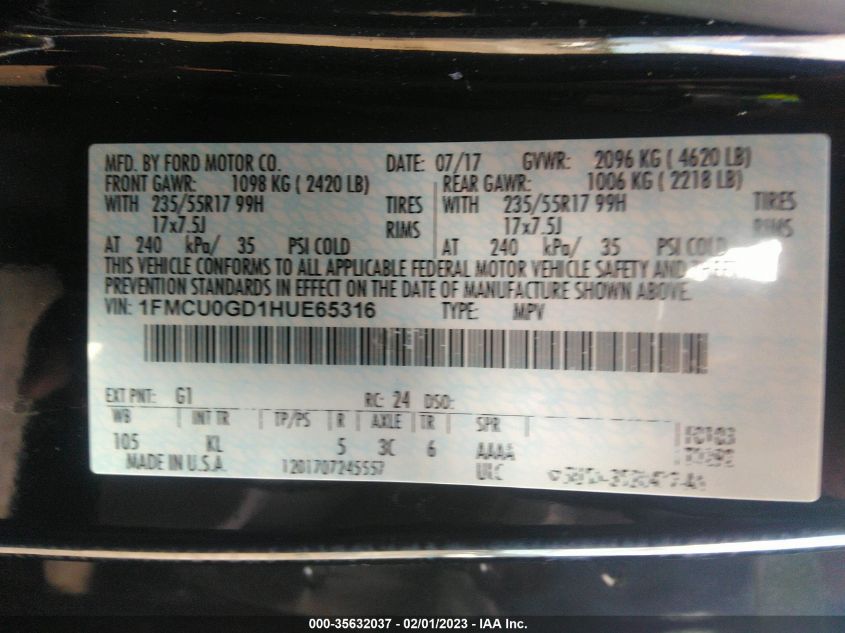 MFD. BY FORD MOTOR CO. DATE: 07/17 GVWR: 2096 KG ( 4620 LB)
FRONT GAWR: 1098 KG ( 2420 LB) REAR GAWR: 1006 KG ( 2218 LB)
WITH 235/55R17 99H TIRES WITH 235/55R17 99H TIRES
17x7.5J RIMS 17x7.5J RIMS
AT 240 kPa/ 35 PSI COLD AT 240 kPa/ 35 PSI COLD
THIS VEHICLE CONFORMS TO ALL APPLICABLE FEDERAL MOTOR VEHICLE SAFETY AND THEFT
PREVENTION STANDARDS IN EFFECT ON THE DATE OF MANUFACTURE SHOWN ABOVE.
VIN: 1FMCU0GD1HUE65316 TYPE: MPV
EXT PNT: G1 RC: 24 DSO:
WB INT TR TP/PS R AXLE TR SPR
105 KL 5 3C 6 AAAA
MADE IN U.S.A. 1201707245557 ULC
000-35632037 - 02/01/2023 - IAA Inc.